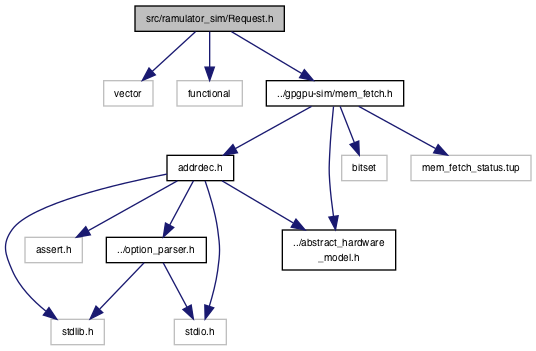 src/ramulator_sim/Request.h
vector
functional
.../gpgpu-sim/mem_fetch.h
addrdec.h
bitset
mem_fetch_status.tup
assert.h
.../option_parser.h
.../abstract_hardware
_model.h
stdlib.h
stdio.h